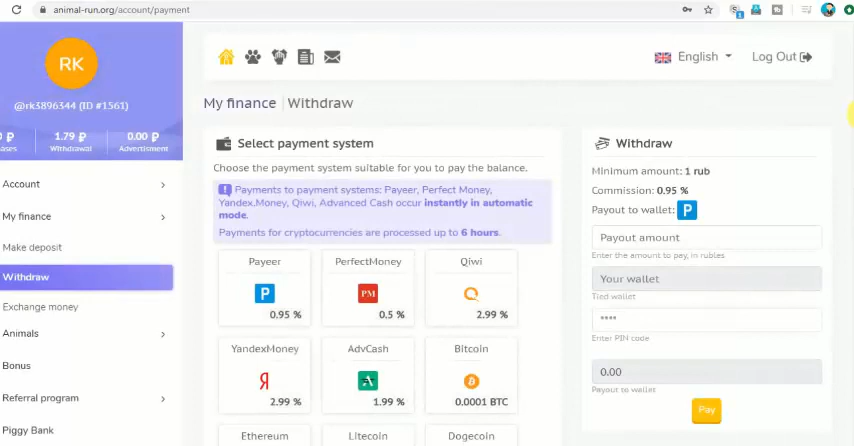 animal-run.org/account/payment
RK
@rk3896344 (ID #1561)
₽ 1.79 ₽ 0.00 ₽
Withdrawal Advertisment
Account
My finance
Make deposit
Withdraw
Exchange money
Animals
Bonus
Referral program
Piggy Bank
English
Log Out
My finance Withdraw
Select payment system
Choose the payment system suitable for you to pay the balance.
Payments to payment systems: Payeer, Perfect Money,
Yandex.Money, Qiwi, Advanced Cash occur instantly in automatic
mode.
Payments for cryptocurrencies are processed up to 6 hours.
Payeer PerfectMoney Qiwi
P PM
0.95 % 0.5 % 2.99 %
YandexMoney AdvCash Bitcoin
Я
2.99 % 1.99 % 0.0001 BTC
Ethereum Litecoin Dogecoin
Withdraw
Minimum amount: 1 rub
Commission: 0.95 %
Payout to wallet: P
Payout amount
Enter the amount to pay, in rubles
Your wallet
Tied wallet
****
Enter PIN code
0.00
Payout to wallet
Pay